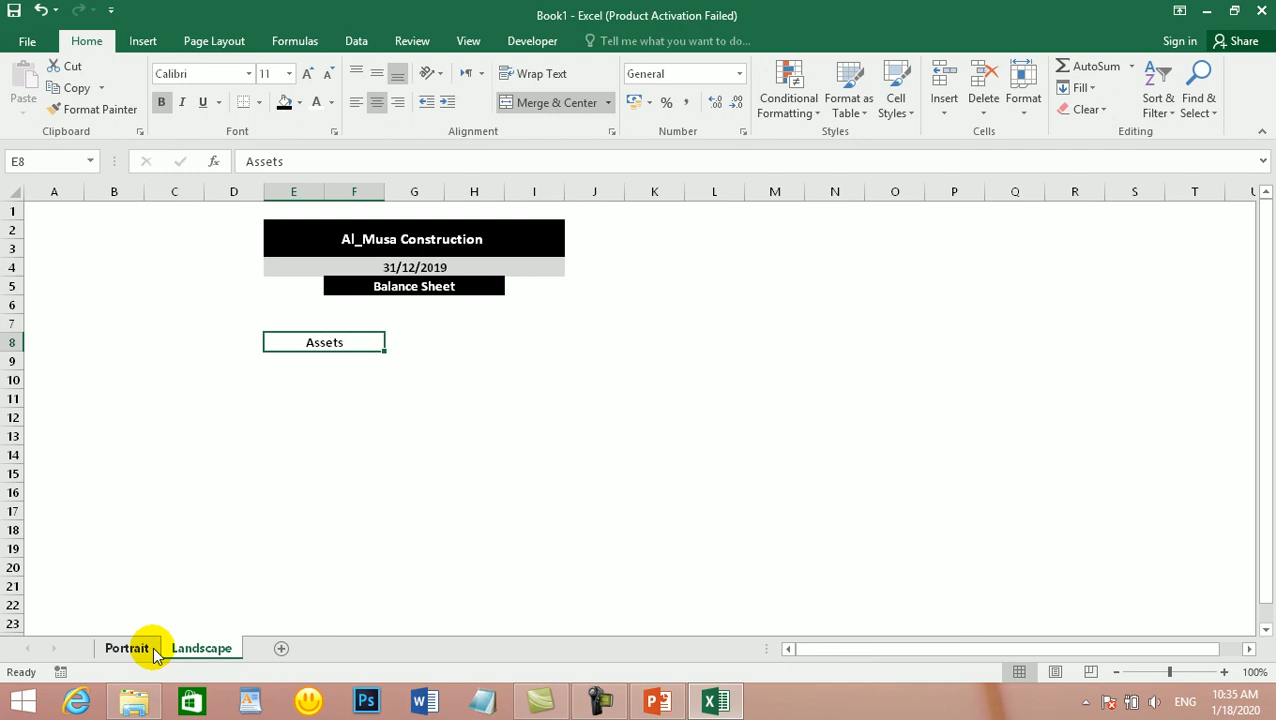 Book1 - Excel (Product Activation Failed)
File Home Insert Page Layout Formulas Data Review View Developer Tell me what you want to do... Sign in Share
Paste Cut Copy Format Painter Clipboard
Calibri 11 B I U A A A Font
Wrap Text Merge & Center Alignment
General % , Number
Conditional Formatting Format as Table Cell Styles Styles
Insert Delete Format Cells
AutoSum Fill Clear Sort & Filter Find & Select Editing
E8 fx Assets
A B C D E F G H I J K L M N O P Q R S T U
1
2
3
Al_Musa Construction
4 31/12/2019
5 Balance Sheet
6
7
8 Assets
9
10
11
12
13
14
15
16
17
18
19
20
21
22
23
Portrait Landscape
Ready 100%
ENG 10:35 AM
1/18/2020